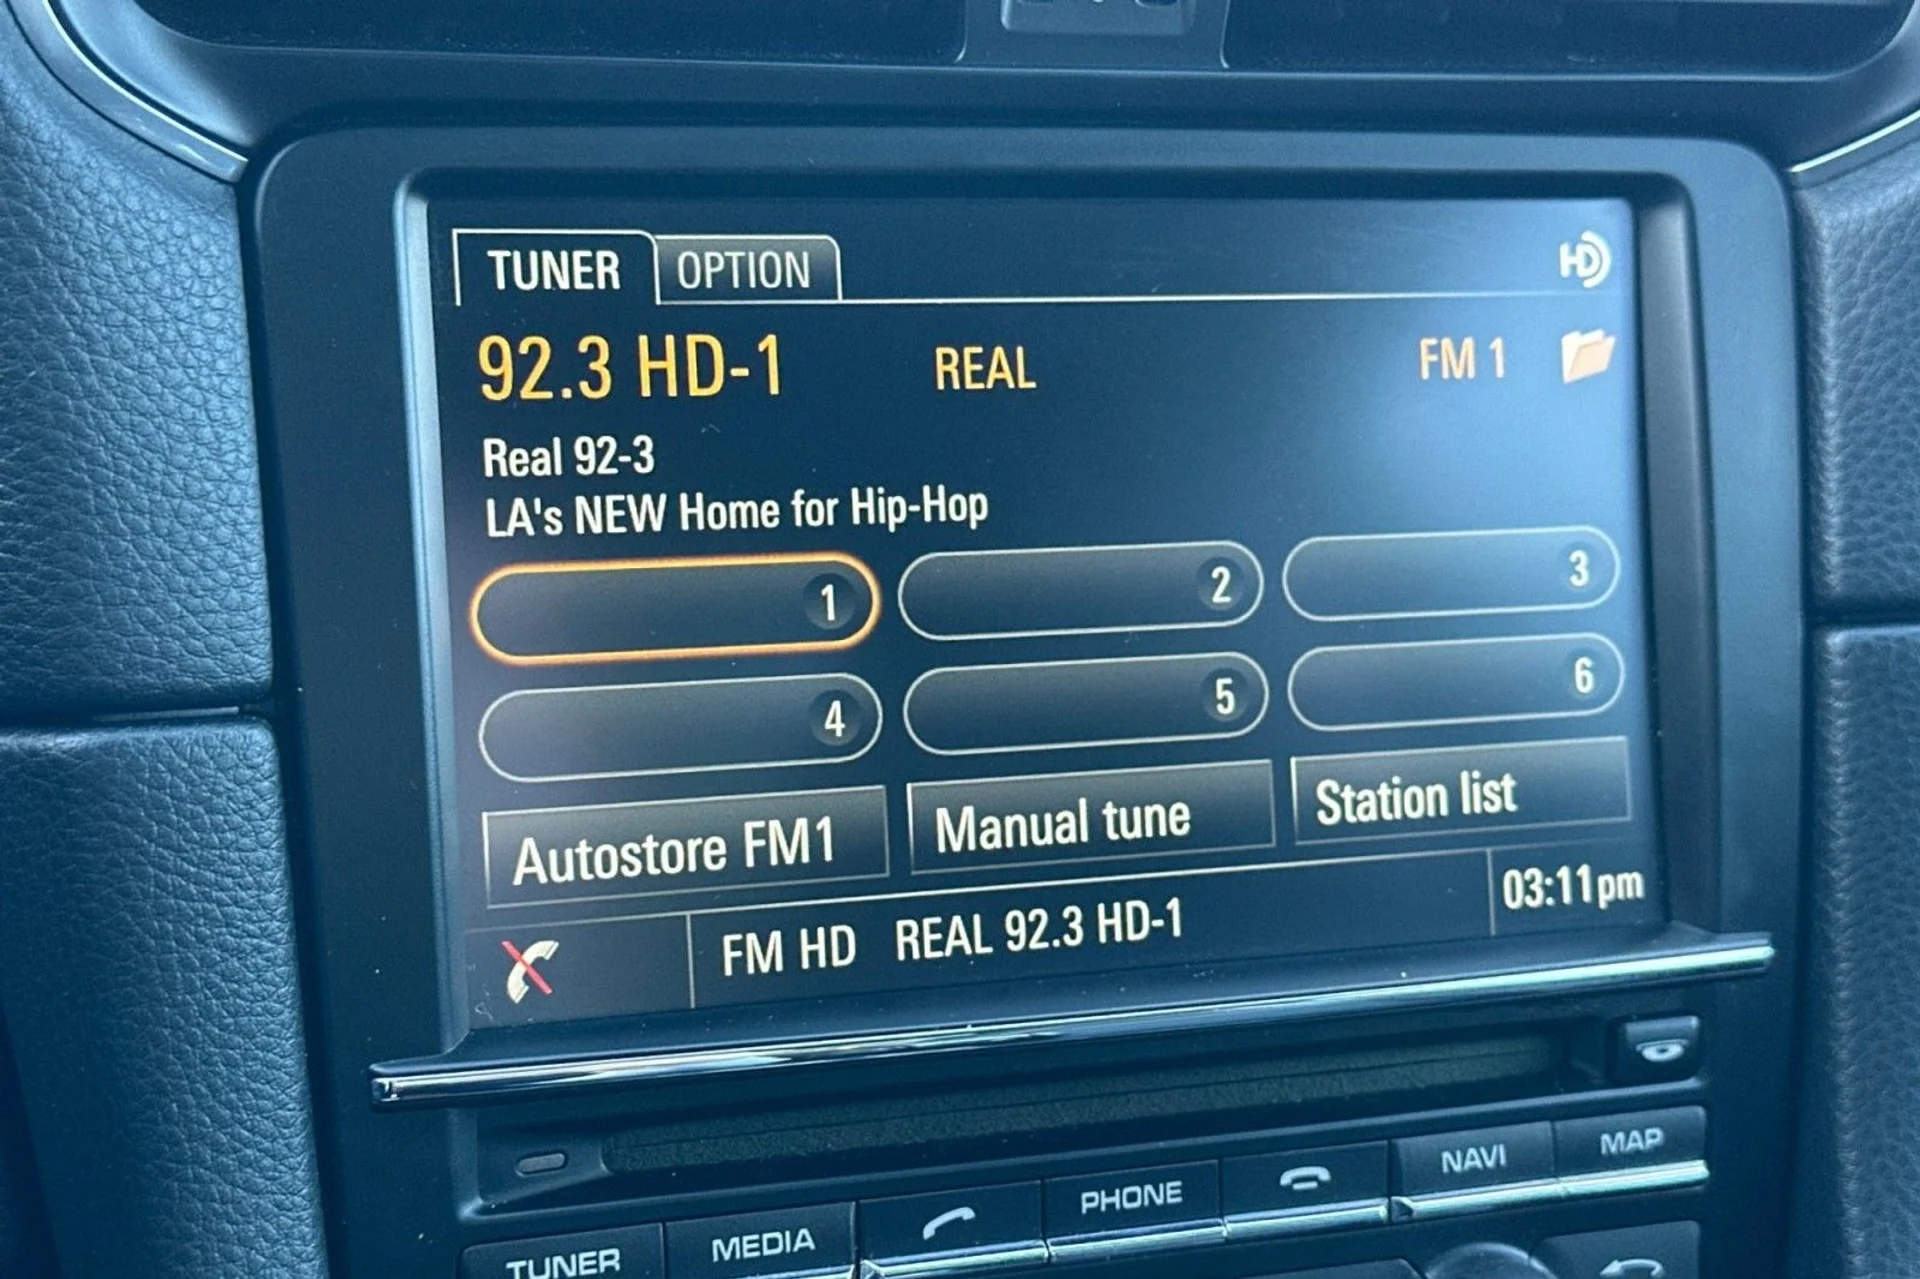 TUNER OPTION HD
92.3 HD-1 REAL FM 1
Real 92-3
LA's NEW Home for Hip-Hop
1 2 3
4 5 6
Autostore FM1 Manual tune Station list
FM HD REAL 92.3 HD-1 03:11pm
TUNER MEDIA PHONE NAVI MAP